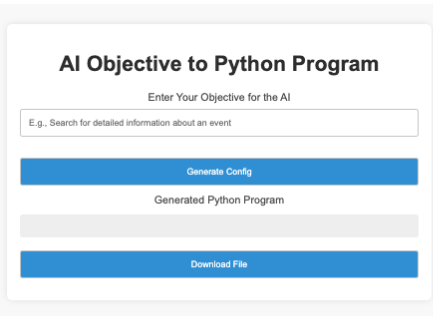 AI Objective to Python Program
Enter Your Objective for the AI
E.g., Search for detailed information about an event
Generate Config
Generated Python Program
Download File